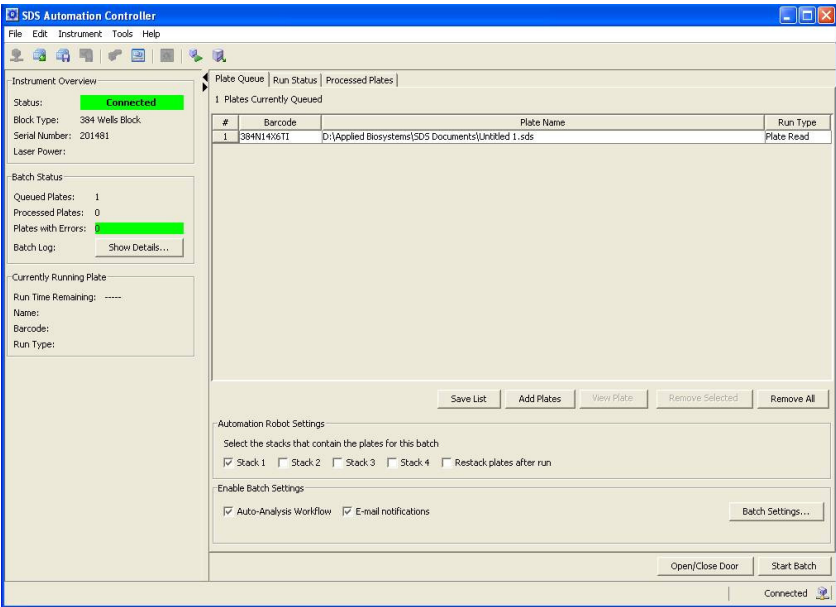 SDS Automation Controller
File Edit Instrument Tools Help
Instrument Overview
Status: Connected
Block Type: 384 Wells Block
Serial Number: 201481
Laser Power:
Batch Status
Queued Plates: 1
Processed Plates: 0
Plates with Errors: 0
Batch Log: Show Details...
Currently Running Plate
Run Time Remaining: -----
Name:
Barcode:
Run Type:
Plate Queue Run Status Processed Plates
1 Plates Currently Queued
# Barcode Plate Name Run Type
1 384N14X6TI D:\Applied Biosystems\SDS Documents\Untitled 1.sds Plate Read
Save List Add Plates View Plate Remove Selected Remove All
Automation Robot Settings
Select the stacks that contain the plates for this batch
Stack 1 Stack 2 Stack 3 Stack 4 Restack plates after run
Enable Batch Settings
Auto-Analysis Workflow E-mail notifications Batch Settings...
Open/Close Door Start Batch
Connected